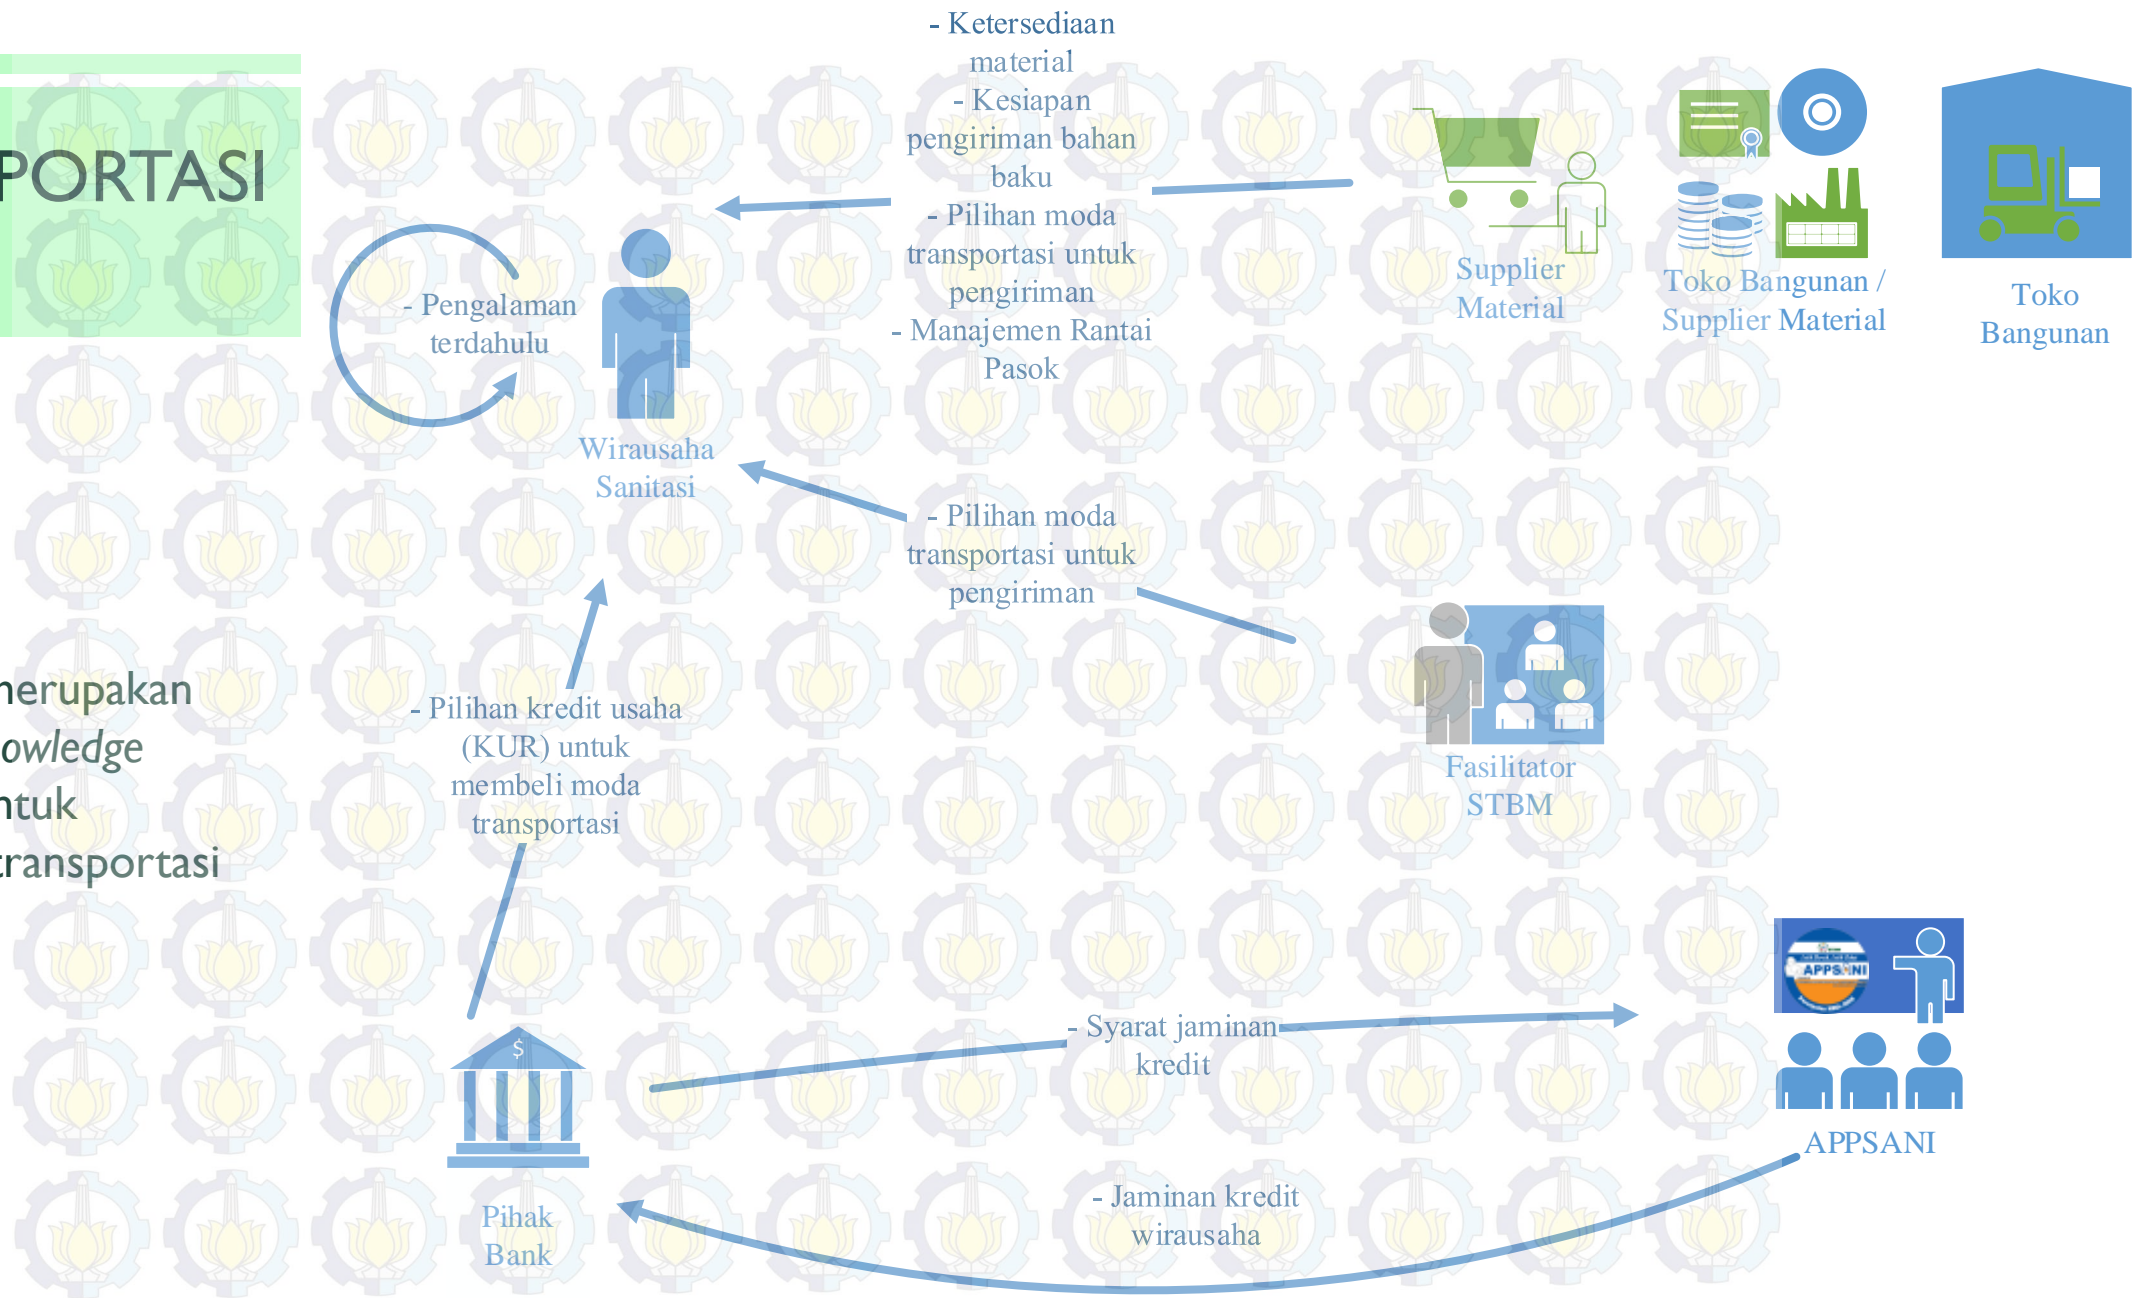 PORTASI
merupakan
owledge
ntuk
transportasi
- Ketersediaan
material
- Kesiapan
pengiriman bahan
baku
- Pilihan moda
transportasi untuk
pengiriman
- Manajemen Rantai
Pasok
- Pengalaman
terdahulu
Wirausaha
Sanitasi
Supplier
Material
Toko Bangunan /
Supplier Material
Toko
Bangunan
- Pilihan moda
transportasi untuk
pengiriman
- Pilihan kredit usaha
(KUR) untuk
membeli moda
transportasi
Fasilitator
STBM
- Syarat jaminan
kredit
$
APPSANI
APPSANI
Pihak
Bank
- Jaminan kredit
wirausaha